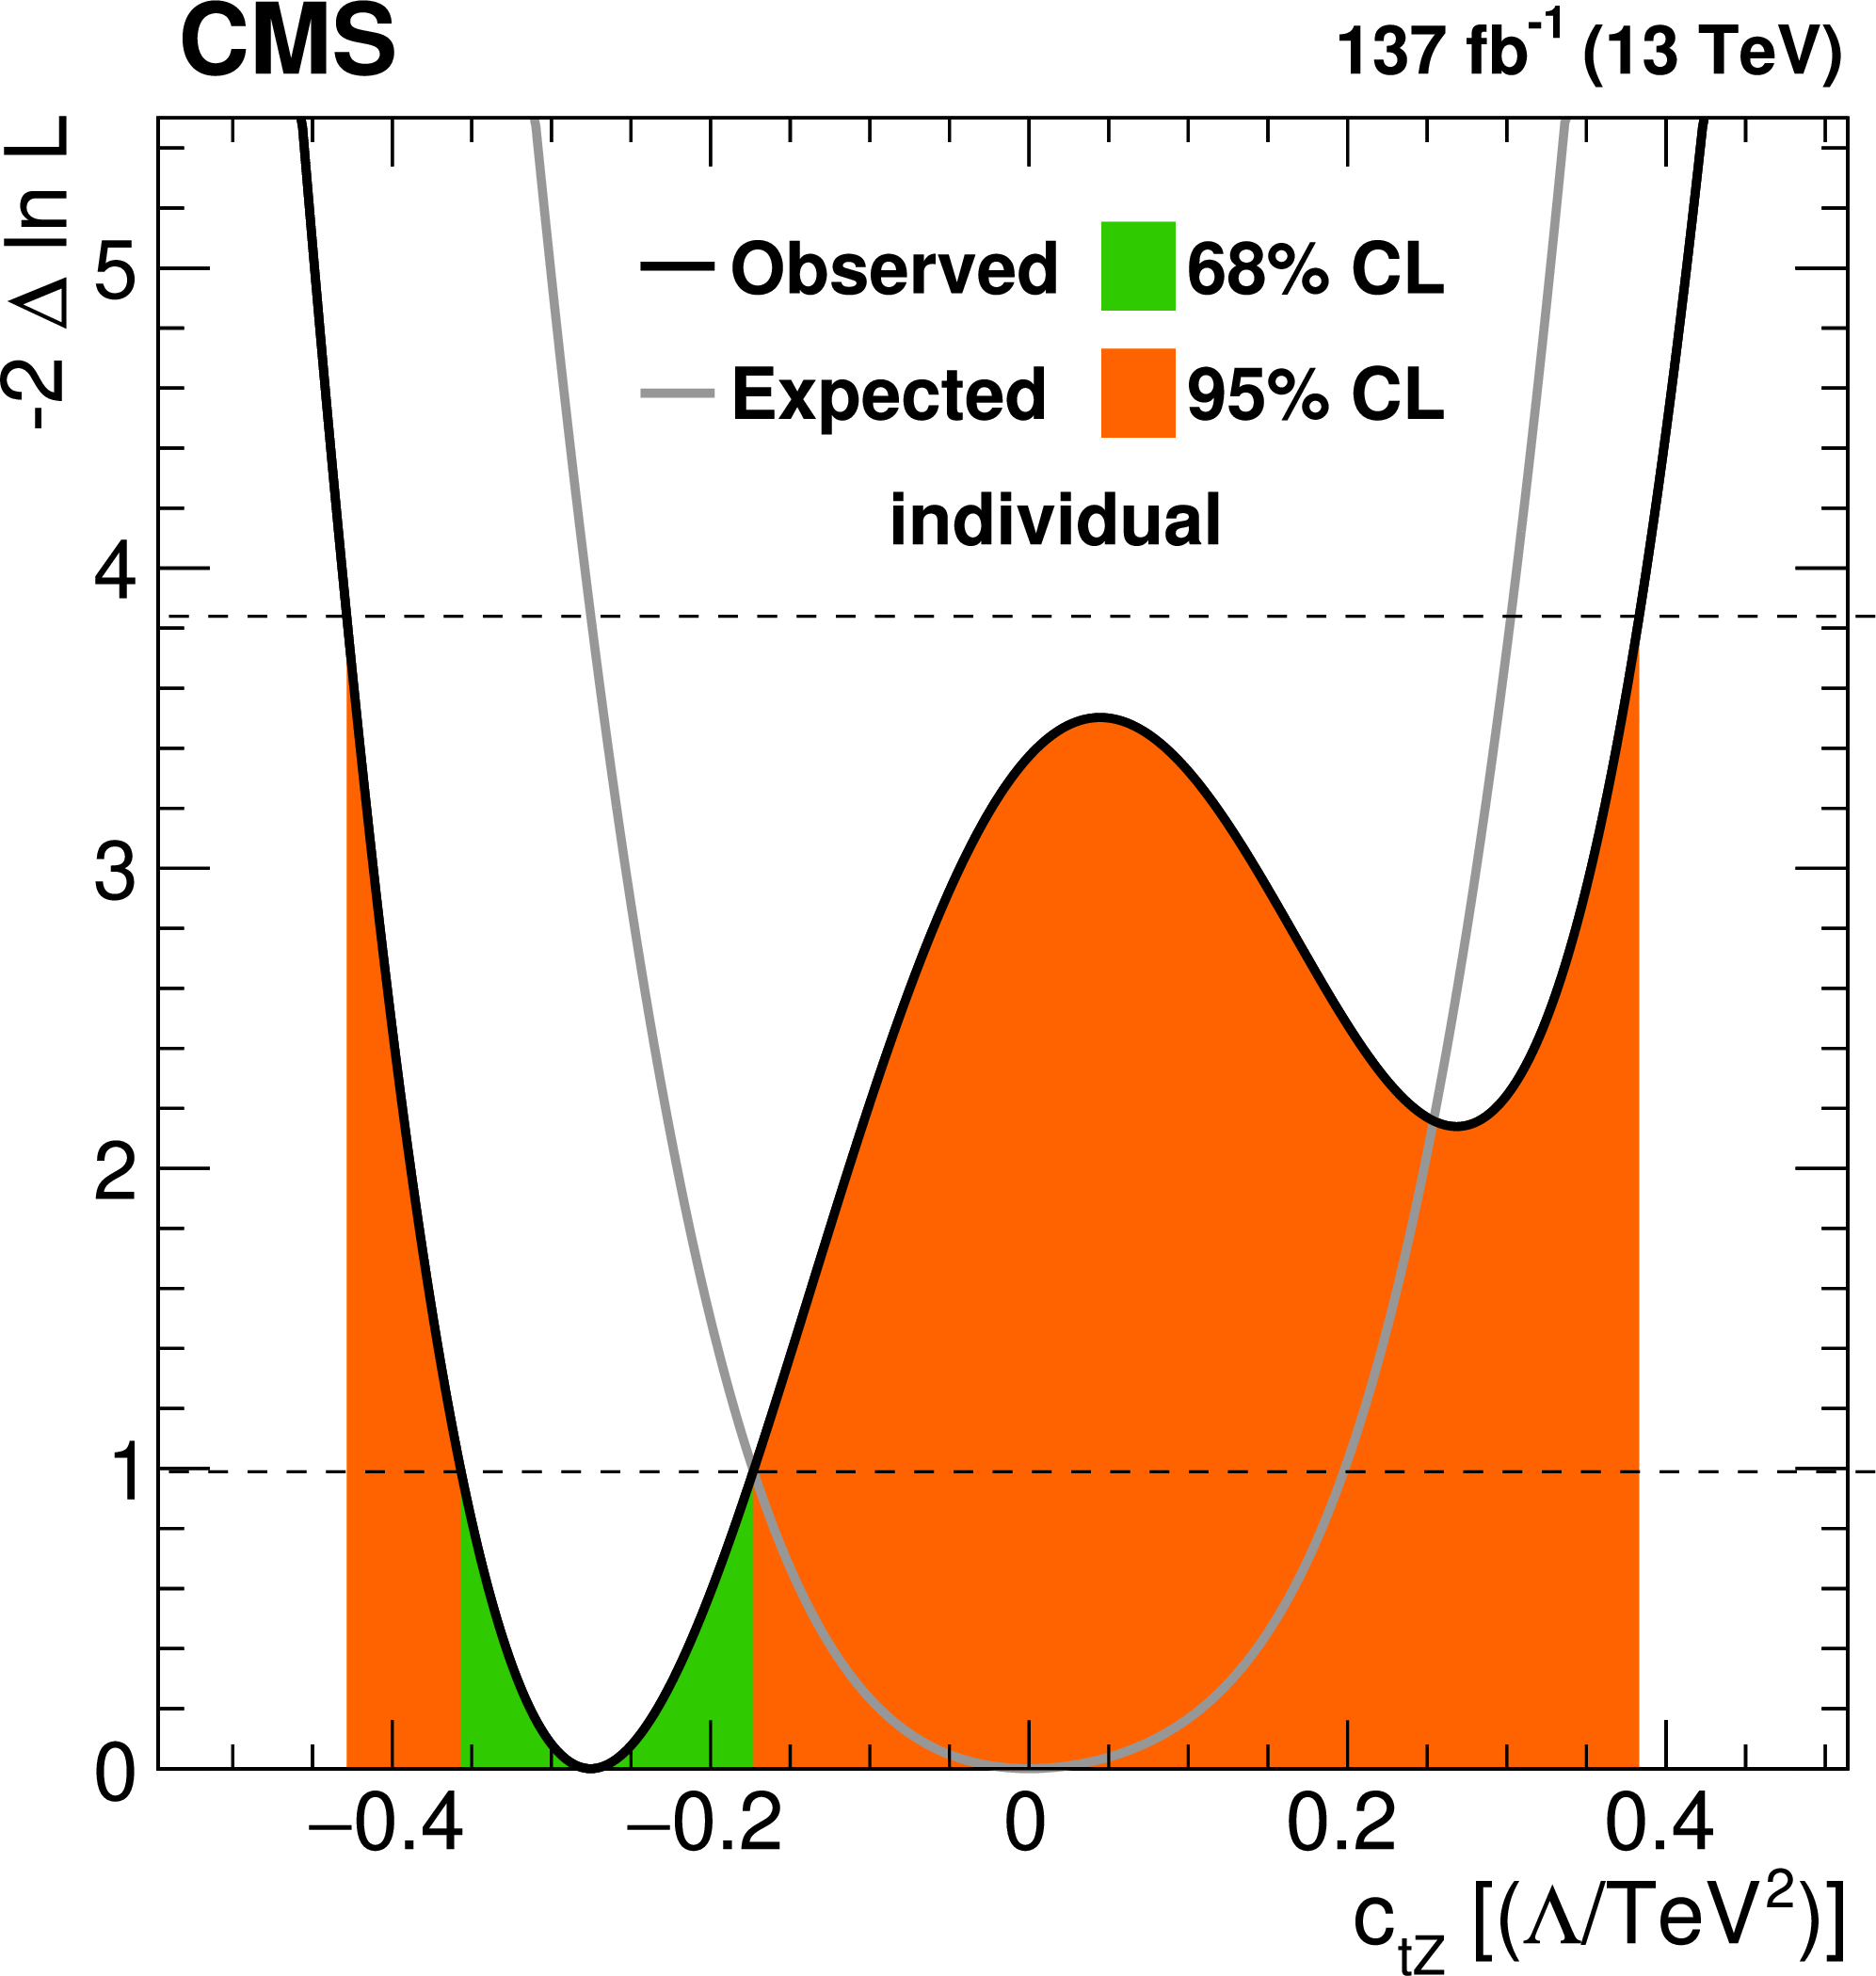 CMS 137 fb⁻¹ (13 TeV)
-2 Δ ln L
Observed 68% CL
Expected 95% CL
individual
5
4
3
2
1
0
−0.4 −0.2 0 0.2 0.4
c_tZ [(Λ/TeV²)]